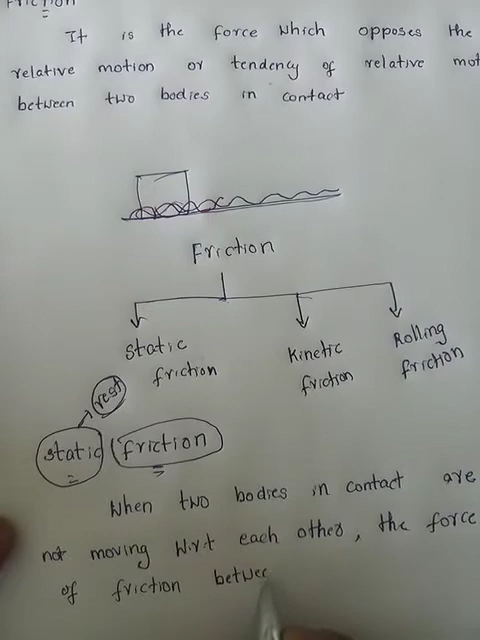 Friction
It is the force which opposes the
relative motion or tendency of relative mot
between two bodies in contact
Friction
Static friction
Kinetic friction
Rolling friction
rest
static friction
When two bodies in contact are
not moving w.r.t each other, the force
of friction betwee